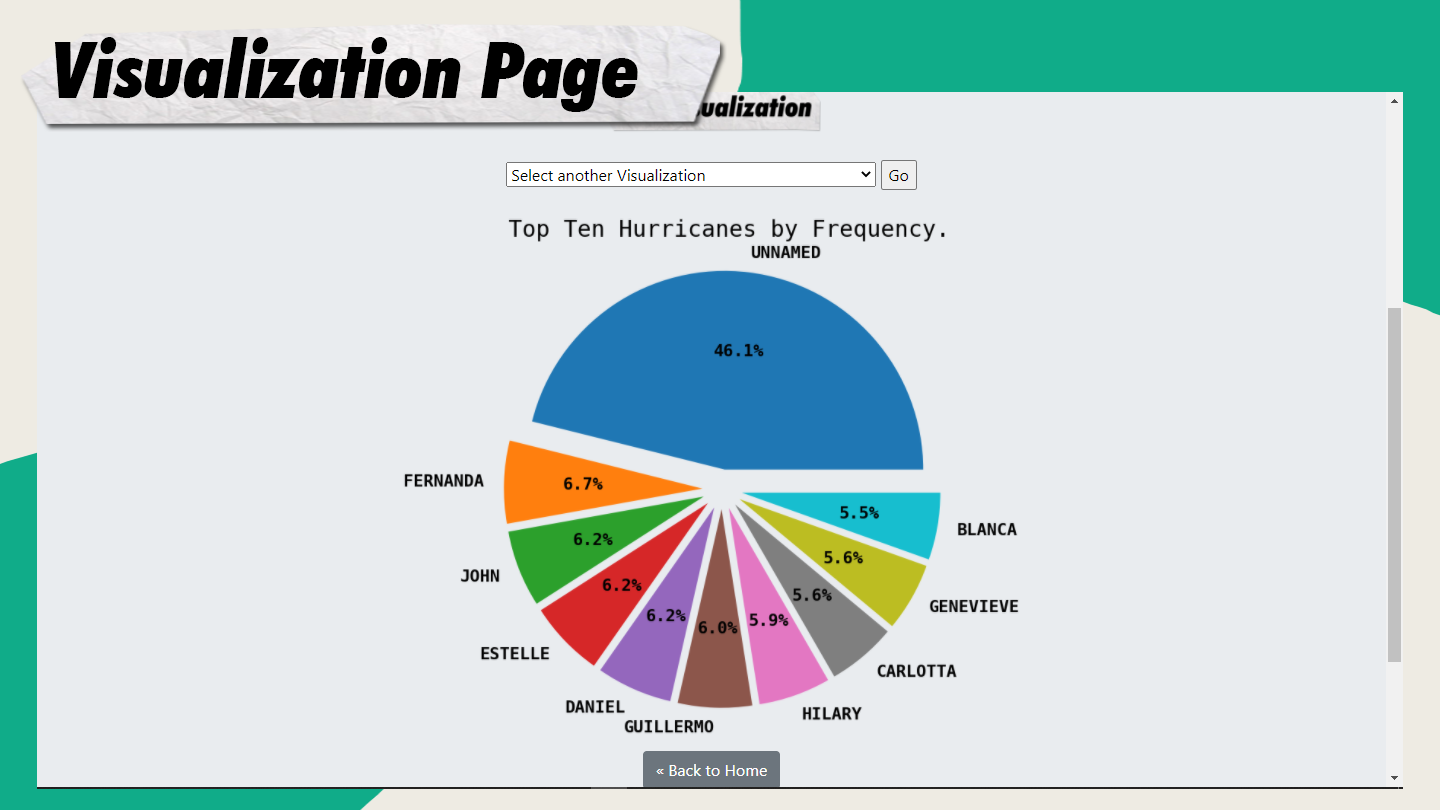 Visualization Page
ualization
Select another Visualization
Go
Top Ten Hurricanes by Frequency.
UNNAMED
46.1%
FERNANDA
6.7%
JOHN
6.2%
ESTELLE
6.2%
DANIEL
6.2%
GUILLERMO
6.0%
HILARY
5.9%
CARLOTTA
5.6%
GENEVIEVE
5.6%
BLANCA
5.5%
« Back to Home